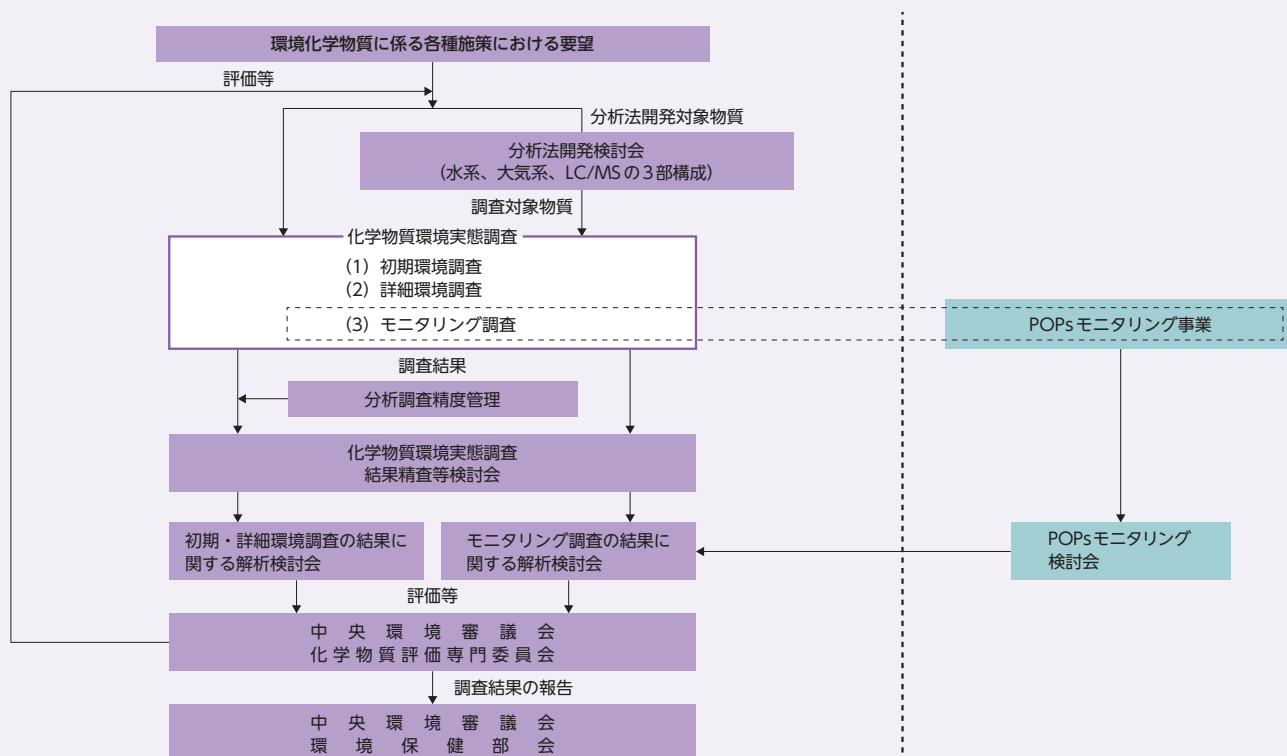 環境化学物質に係る各種施策における要望
評価等
分析法開発対象物質
分析法開発検討会
（水系、大気系、LC/MSの3部構成）
調査対象物質
化学物質環境実態調査
（1）初期環境調査
（2）詳細環境調査
（3）モニタリング調査
POPsモニタリング事業
調査結果
分析調査精度管理
化学物質環境実態調査
結果精査等検討会
初期・詳細環境調査の結果に
関する解析検討会
モニタリング調査の結果に
関する解析検討会
POPsモニタリング
検討会
評価等
中央環境審議会
化学物質評価専門委員会
調査結果の報告
中央環境審議会
環境保健部会